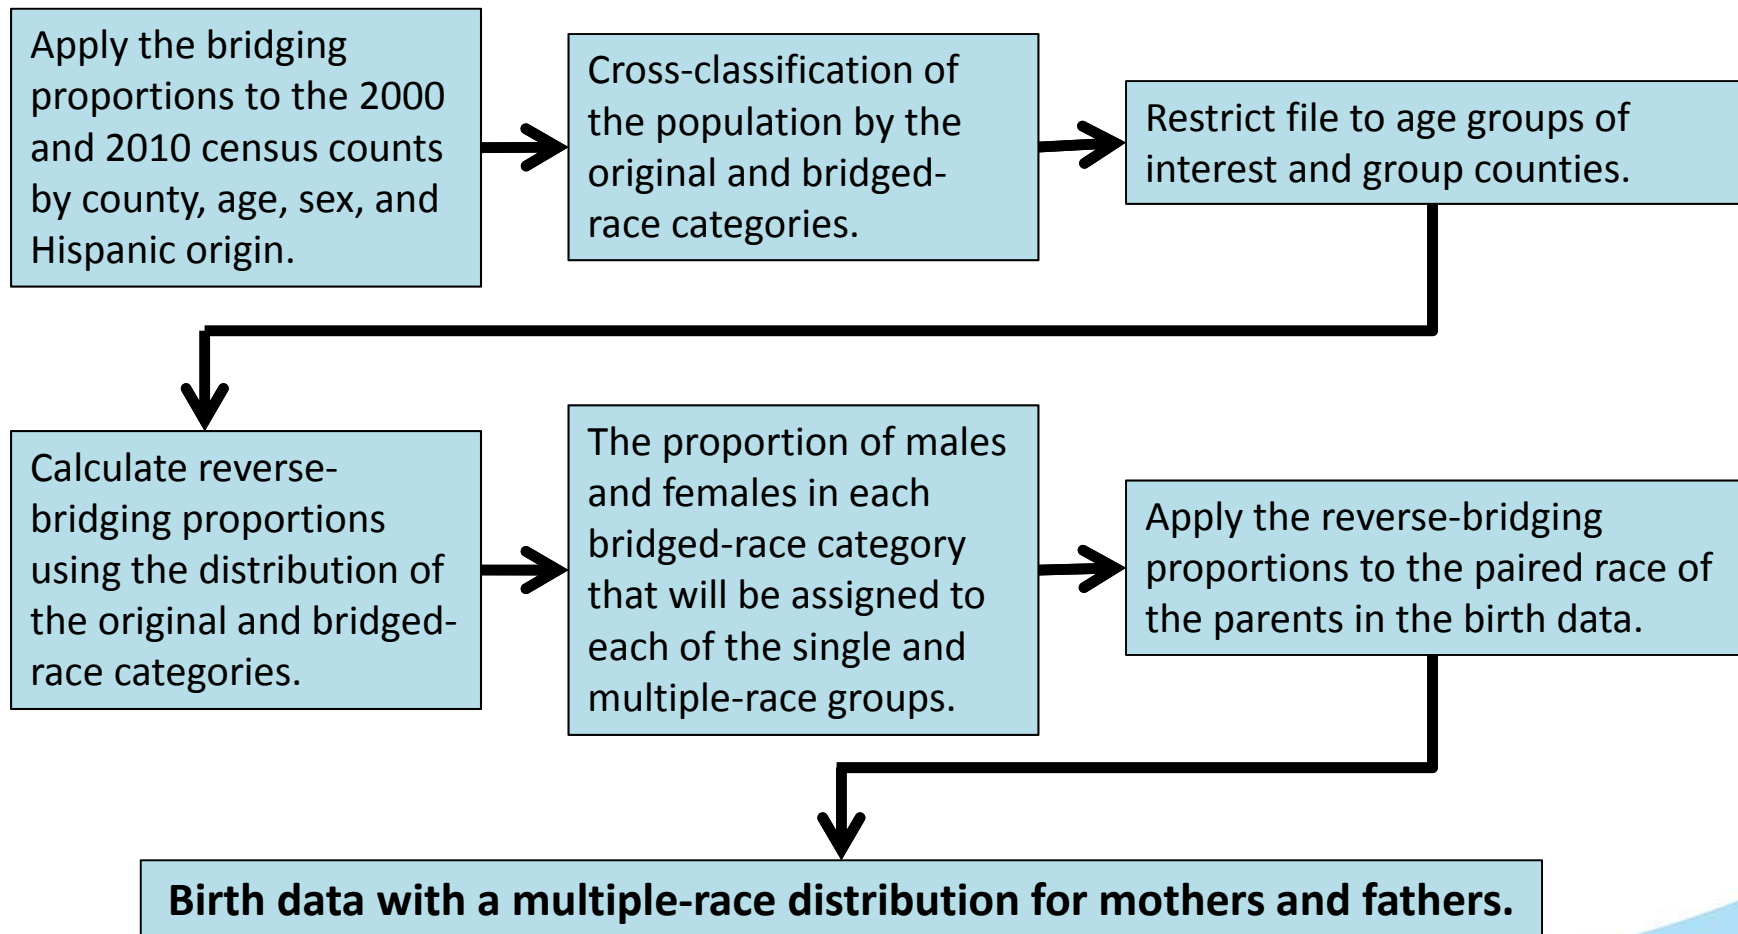 Apply the bridging
proportions to the 2000
and 2010 census counts
by county, age, sex, and
Hispanic origin.
Cross-classification of
the population by the
original and bridged-
race categories.
Restrict file to age groups of
interest and group counties.
Calculate reverse-
bridging proportions
using the distribution of
the original and bridged-
race categories.
The proportion of males
and females in each
bridged-race category
that will be assigned to
each of the single and
multiple-race groups.
Apply the reverse-bridging
proportions to the paired race of
the parents in the birth data.
Birth data with a multiple-race distribution for mothers and fathers.